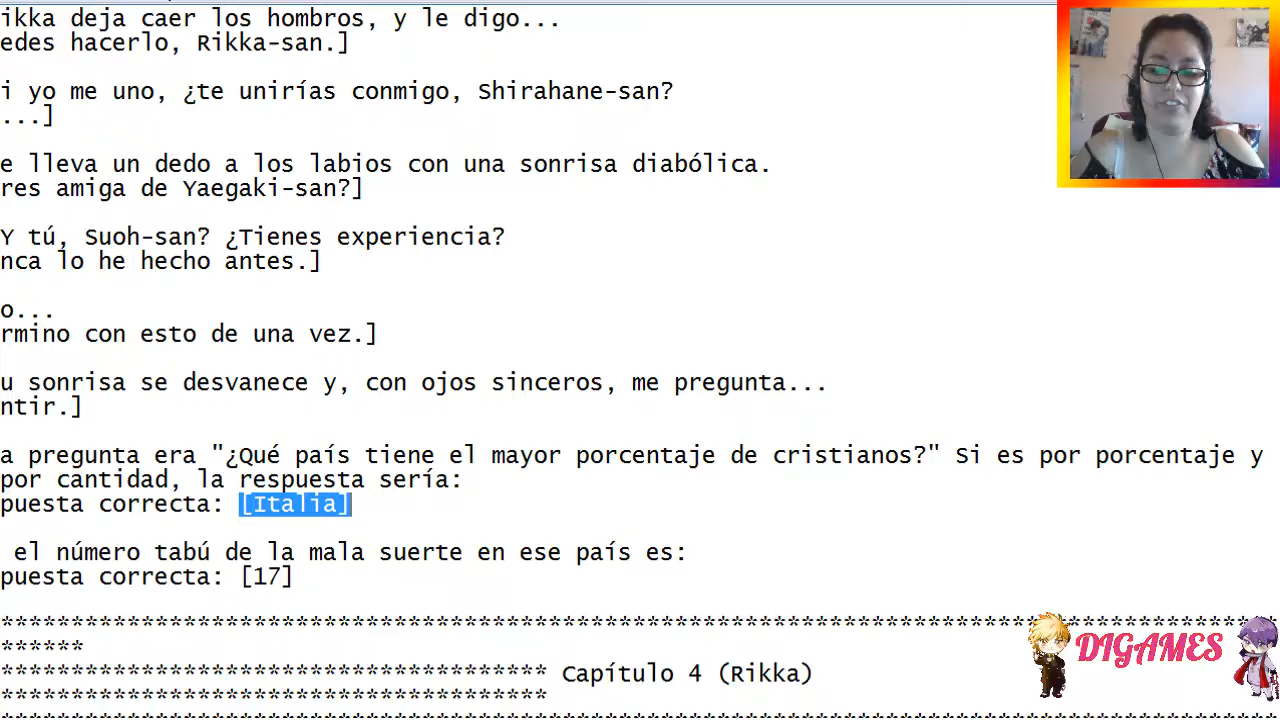 ikka deja caer los hombros, y le digo...
edes hacerlo, Rikka-san.]
i yo me uno, ¿te unirías conmigo, Shirahane-san?
...]
e lleva un dedo a los labios con una sonrisa diabólica.
res amiga de Yaegaki-san?]
Y tú, Suoh-san? ¿Tienes experiencia?
nca lo he hecho antes.]
o...
rmino con esto de una vez.]
u sonrisa se desvanece y, con ojos sinceros, me pregunta...
ntir.]
a pregunta era "¿Qué país tiene el mayor porcentaje de cristianos?" Si es por porcentaje y
por cantidad, la respuesta sería:
puesta correcta: [Italia]
el número tabú de la mala suerte en ese país es:
puesta correcta: [17]
******************************************************************************************
******
*************************************** Capítulo 4 (Rikka)
***************************************
DIGAMES